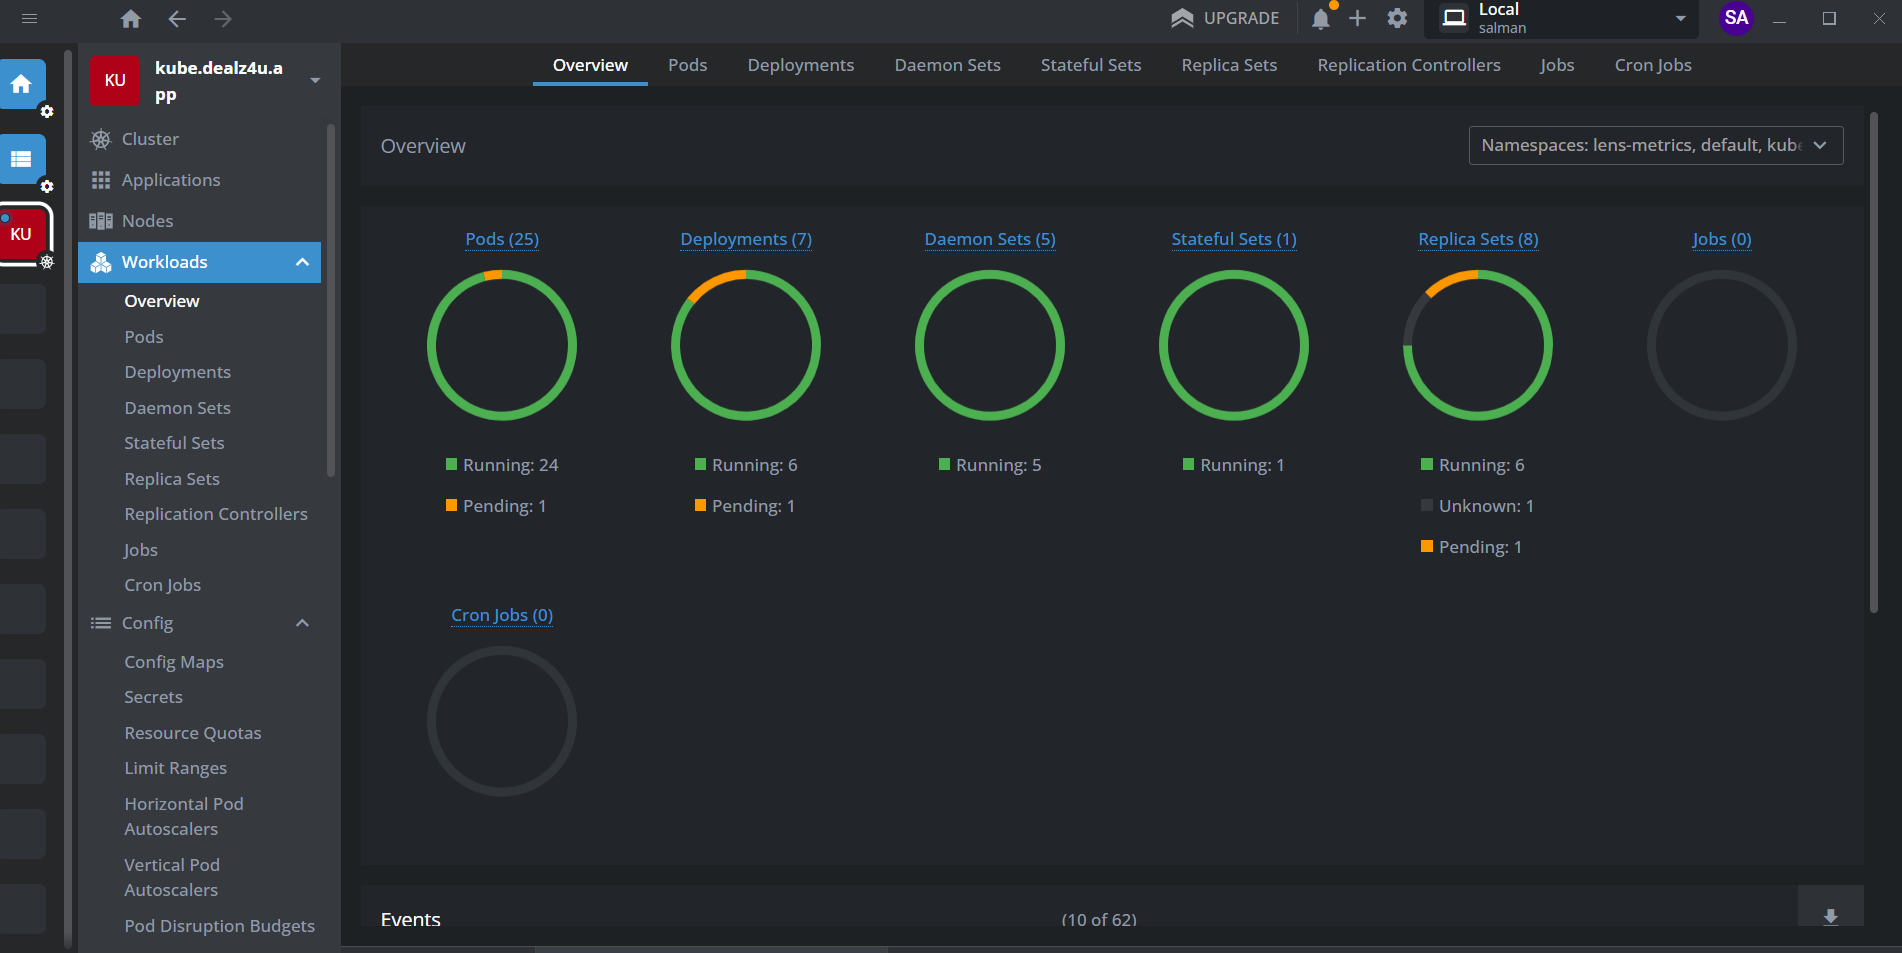 UPGRADE
Local
salman
SA
KU
kube.dealz4u.a
pp
Overview
Pods
Deployments
Daemon Sets
Stateful Sets
Replica Sets
Replication Controllers
Jobs
Cron Jobs
KU
Cluster
Applications
Nodes
Workloads
Overview
Pods
Deployments
Daemon Sets
Stateful Sets
Replica Sets
Replication Controllers
Jobs
Cron Jobs
Config
Config Maps
Secrets
Resource Quotas
Limit Ranges
Horizontal Pod
Autoscalers
Vertical Pod
Autoscalers
Pod Disruption Budgets
Overview
Namespaces: lens-metrics, default, kube
Pods (25)
Running: 24
Pending: 1
Deployments (7)
Running: 6
Pending: 1
Daemon Sets (5)
Running: 5
Stateful Sets (1)
Running: 1
Replica Sets (8)
Running: 6
Unknown: 1
Pending: 1
Jobs (0)
Cron Jobs (0)
Events
(10 of 62)